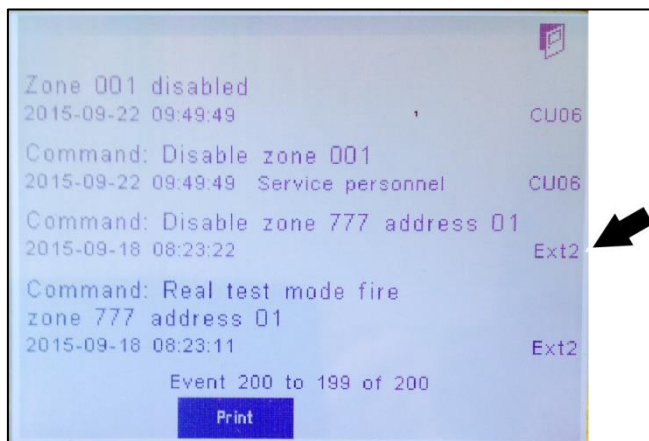 Zone 001 disabled
2015-09-22 09:49:49 CU06
Command: Disable zone 001
2015-09-22 09:49:49 Service personnel CU06
Command: Disable zone 777 address 01
2015-09-18 08:23:22 Ext2
Command: Real test mode fire
zone 777 address 01
2015-09-18 08:23:11 Ext2
Event 200 to 199 of 200
Print